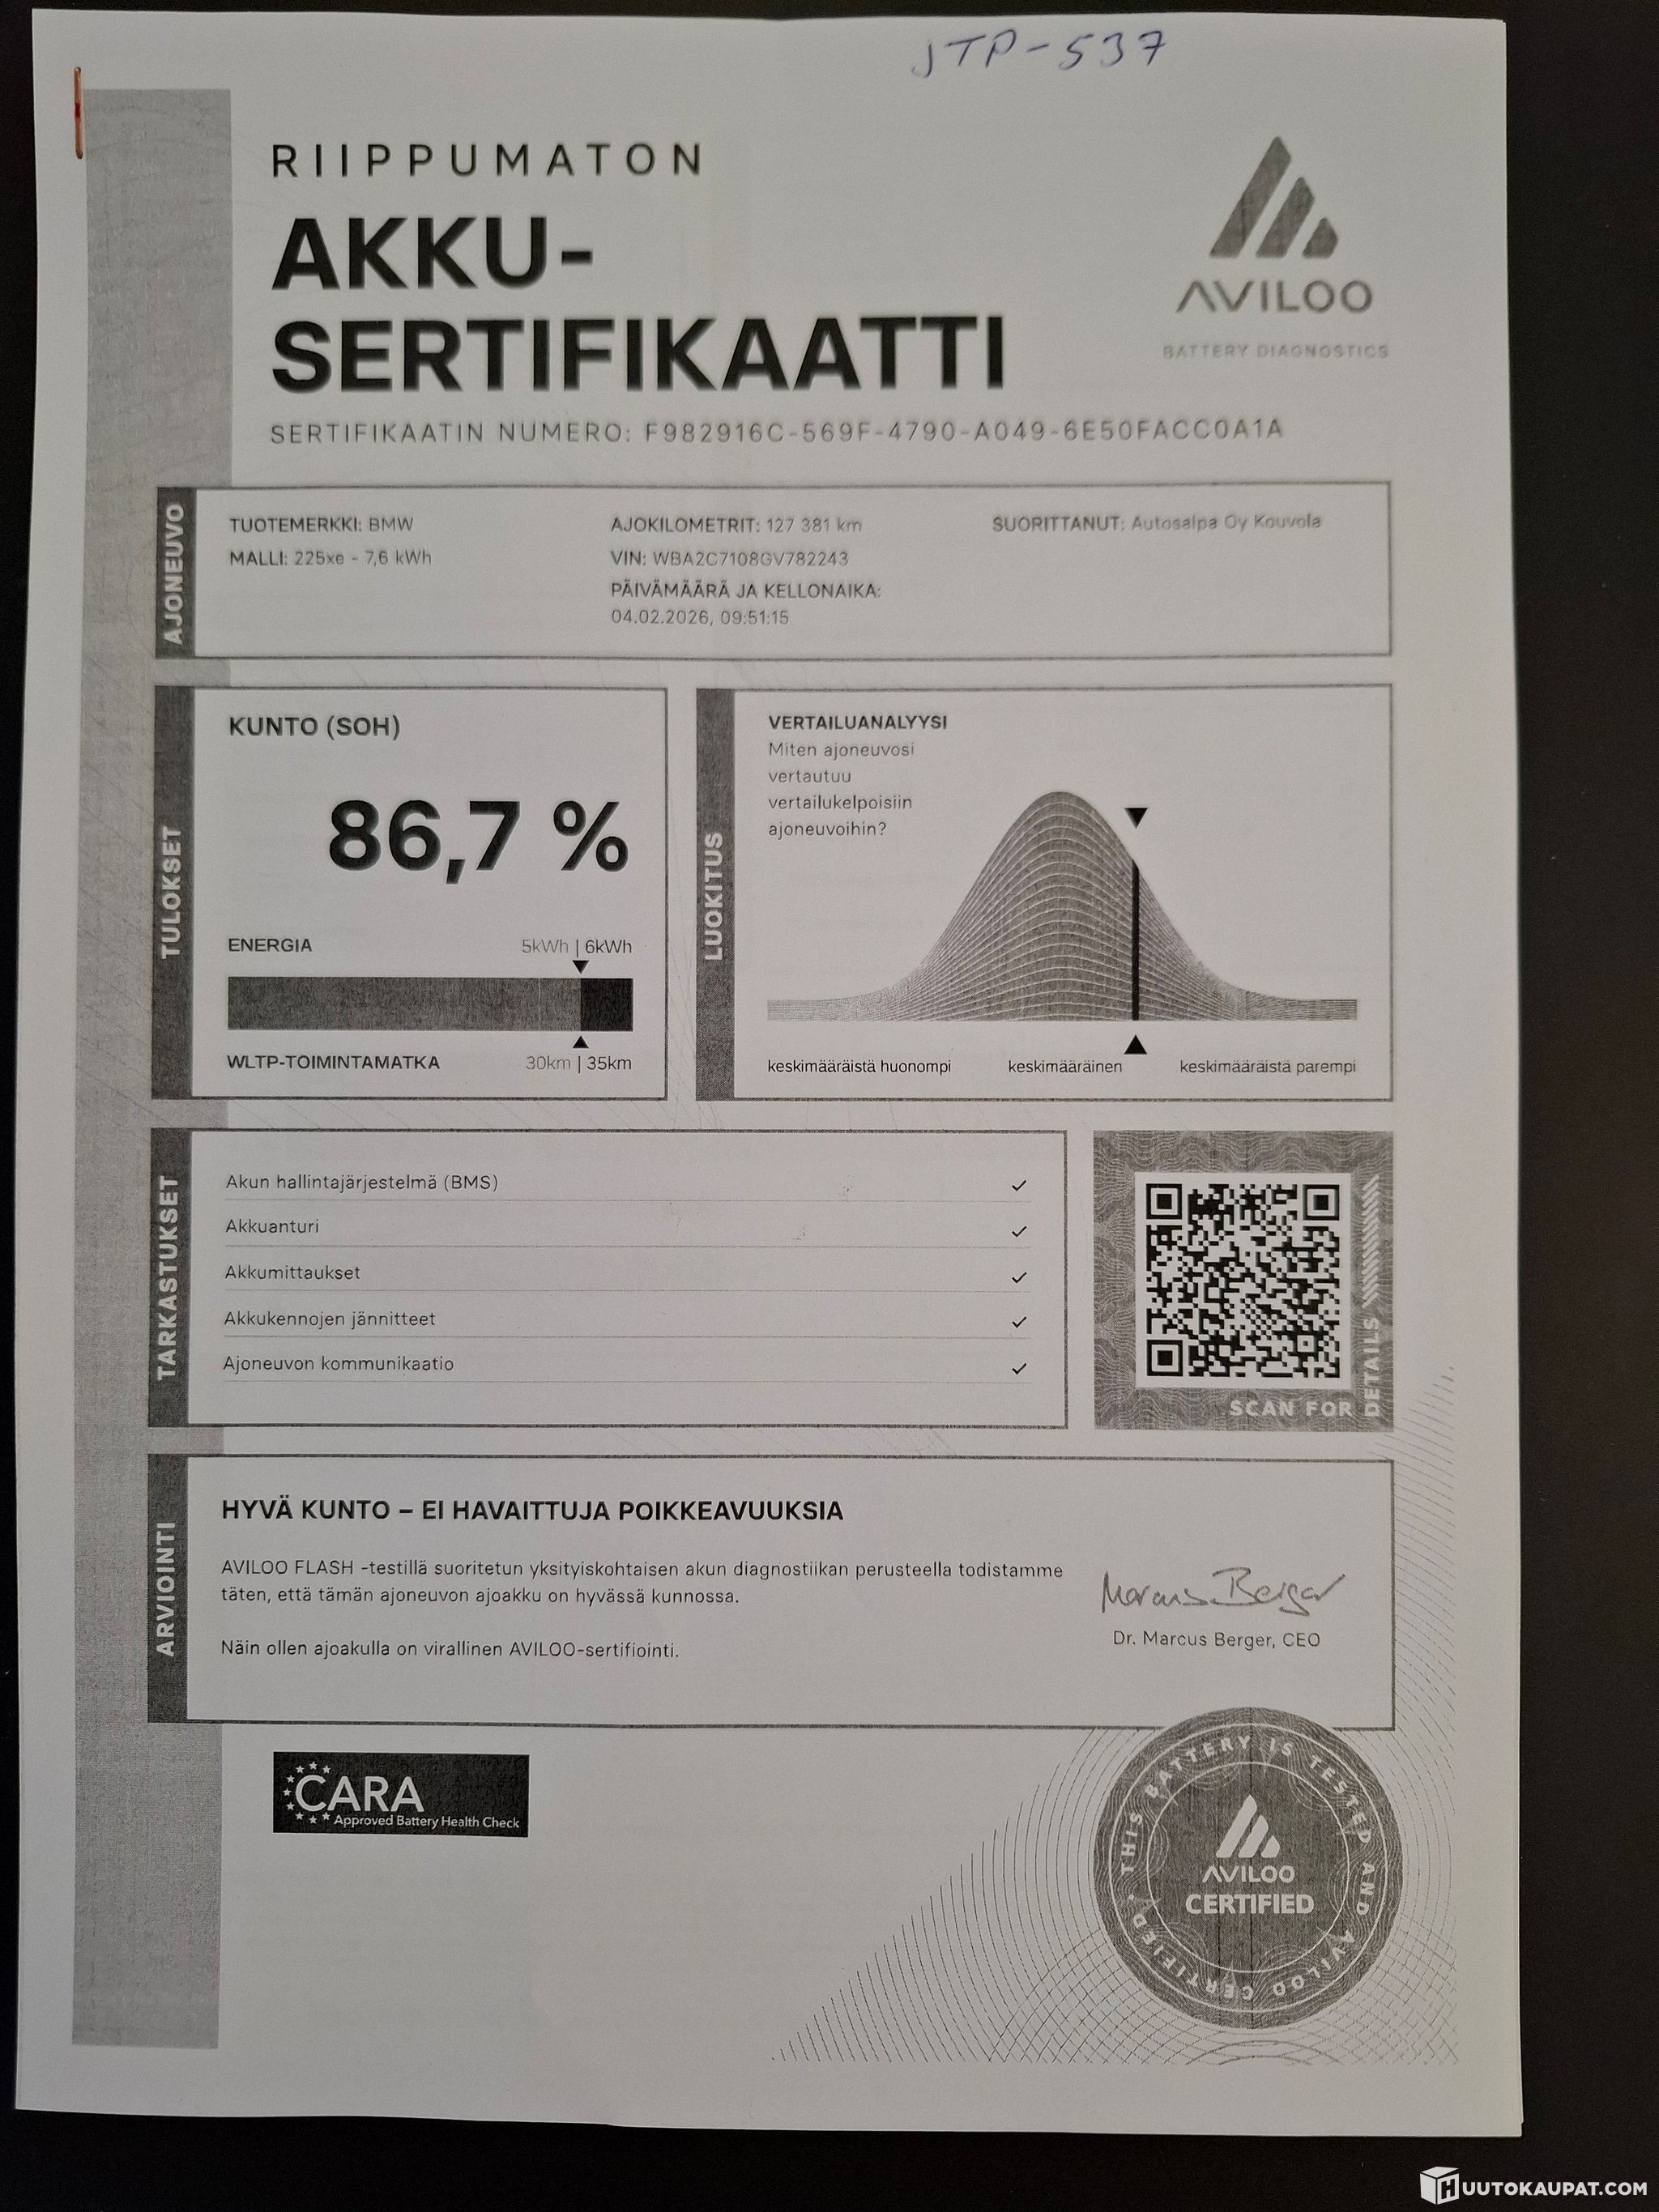 JTP-537
RIIPPUMATON
AKKU-
SERTIFIKAATTI
AVILOO
BATTERY DIAGNOSTICS
SERTIFIKAATIN NUMERO: F982916C-569F-4790-A049-6E50FACC0A1A
AJONEUVO
TUOTEMERKKI: BMW
MALLI: 225xe - 7,6 kWh
AJOKILOMETRIT: 127 381 km
VIN: WBA2C7108GV782243
PÄIVÄMÄÄRÄ JA KELLONAIKA:
04.02.2026, 09:51:15
SUORITTANUT: Autosalpa Oy Kouvola
TULOKSET
KUNTO (SOH)
86,7 %
ENERGIA
5kWh | 6kWh
WLTP-TOIMINTAMATKA
30km | 35km
LUOKITUS
VERTAILUANALYYSI
Miten ajoneuvosi
vertautuu
vertailukelpoisiin
ajoneuvoihin?
keskimääräistä huonompi
keskimääräinen
keskimääräistä parempi
TARKASTUKSET
Akun hallintajärjestelmä (BMS) ✓
Akkuanturi ✓
Akkumittaukset ✓
Akkukennojen jännitteet ✓
Ajoneuvon kommunikaatio ✓
SCAN FOR DETAILS
ARVIOINTI
HYVÄ KUNTO – EI HAVAITTUJA POIKKEAVUUKSIA
AVILOO FLASH -testillä suoritetun yksityiskohtaisen akun diagnostiikan perusteella todistamme
täten, että tämän ajoneuvon ajoakku on hyvässä kunnossa.
Näin ollen ajoakulla on virallinen AVILOO-sertifiointi.
Marcus Berger
Dr. Marcus Berger, CEO
CARA
Approved Battery Health Check
THIS BATTERY IS TESTED AND AVILOO CERTIFIED
AVILOO
CERTIFIED
HUUTOKAUPAT.COM